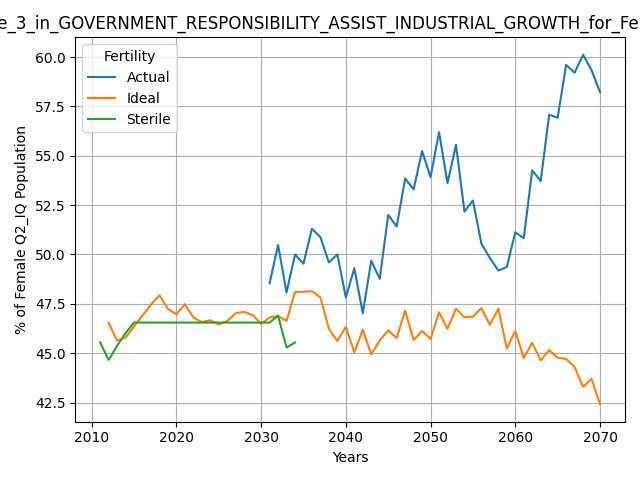 e_3_in_GOVERNMENT_RESPONSIBILITY_ASSIST_INDUSTRIAL_GROWTH_for_Fe
Fertility
Actual
Ideal
Sterile
% of Female Q2_IQ Population
60.0
57.5
55.0
52.5
50.0
47.5
45.0
42.5
2010 2020 2030 2040 2050 2060 2070
Years